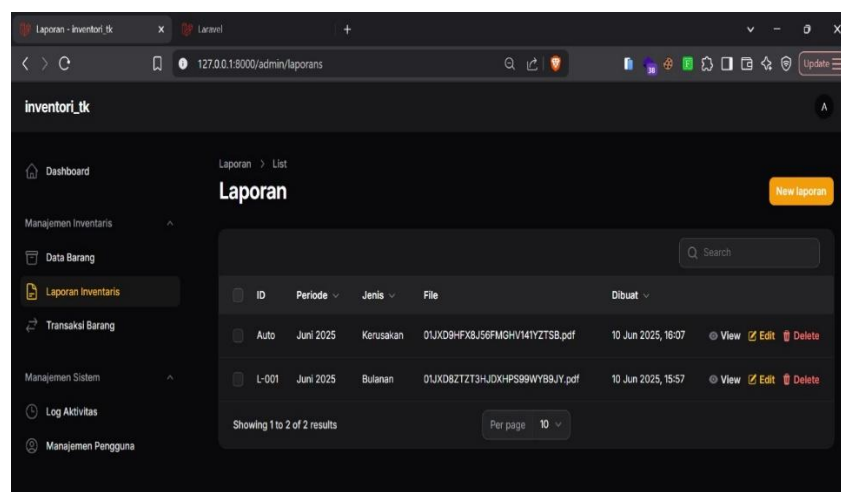 Laporan - inventori_tk
Laravel
127.0.0.1:8000/admin/laporans
30
Update
inventori_tk
A
Dashboard
Manajemen Inventaris
Data Barang
Laporan Inventaris
Transaksi Barang
Manajemen Sistem
Log Aktivitas
Manajemen Pengguna
Laporan > List
Laporan
New laporan
Search
ID Periode Jenis File Dibuat
Auto Juni 2025 Kerusakan 01JXD9HFX8J56FMGHV141YZTSB.pdf 10 Jun 2025, 16:07 View Edit Delete
L-001 Juni 2025 Bulanan 01JXD8ZTZT3HJDXHPS99WYB9JY.pdf 10 Jun 2025, 15:57 View Edit Delete
Showing 1 to 2 of 2 results
Per page 10